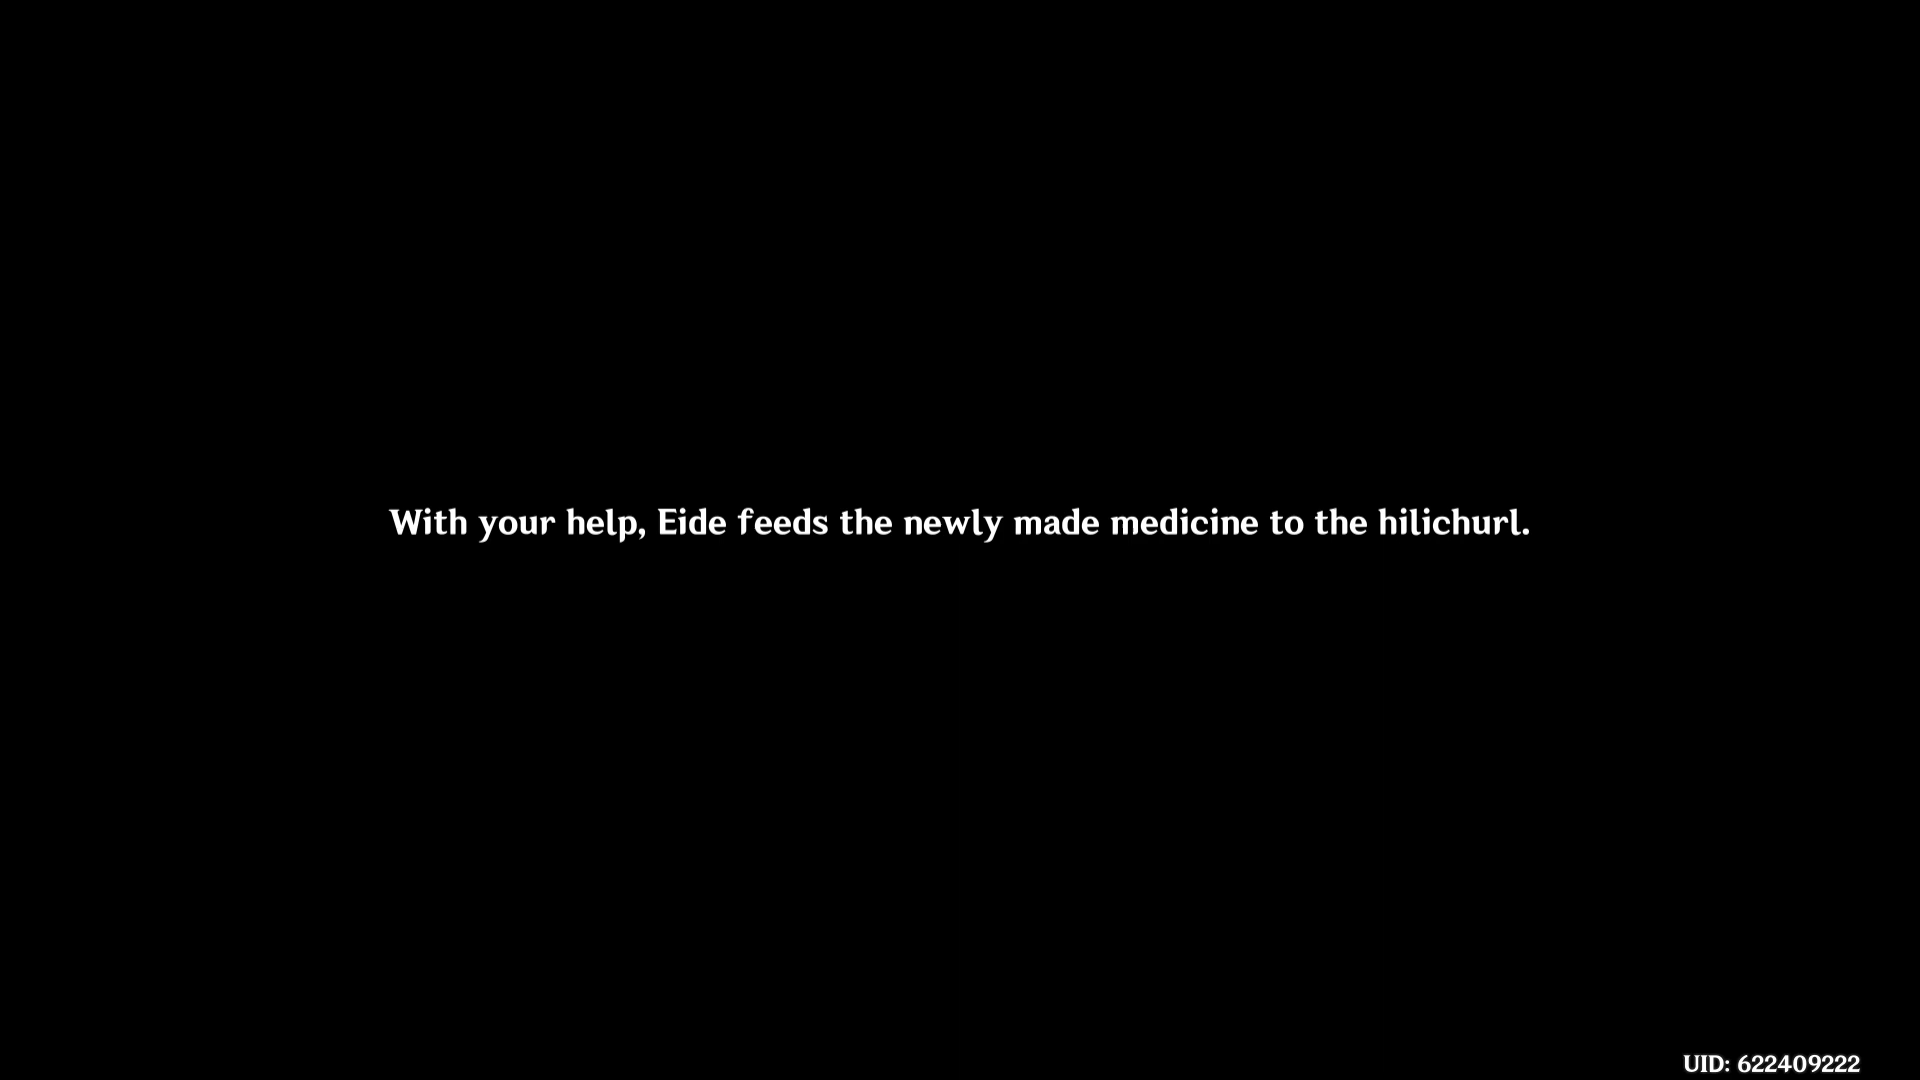 With your help, Eide feeds the newly made medicine to the hilichurl.
UID: 622409222